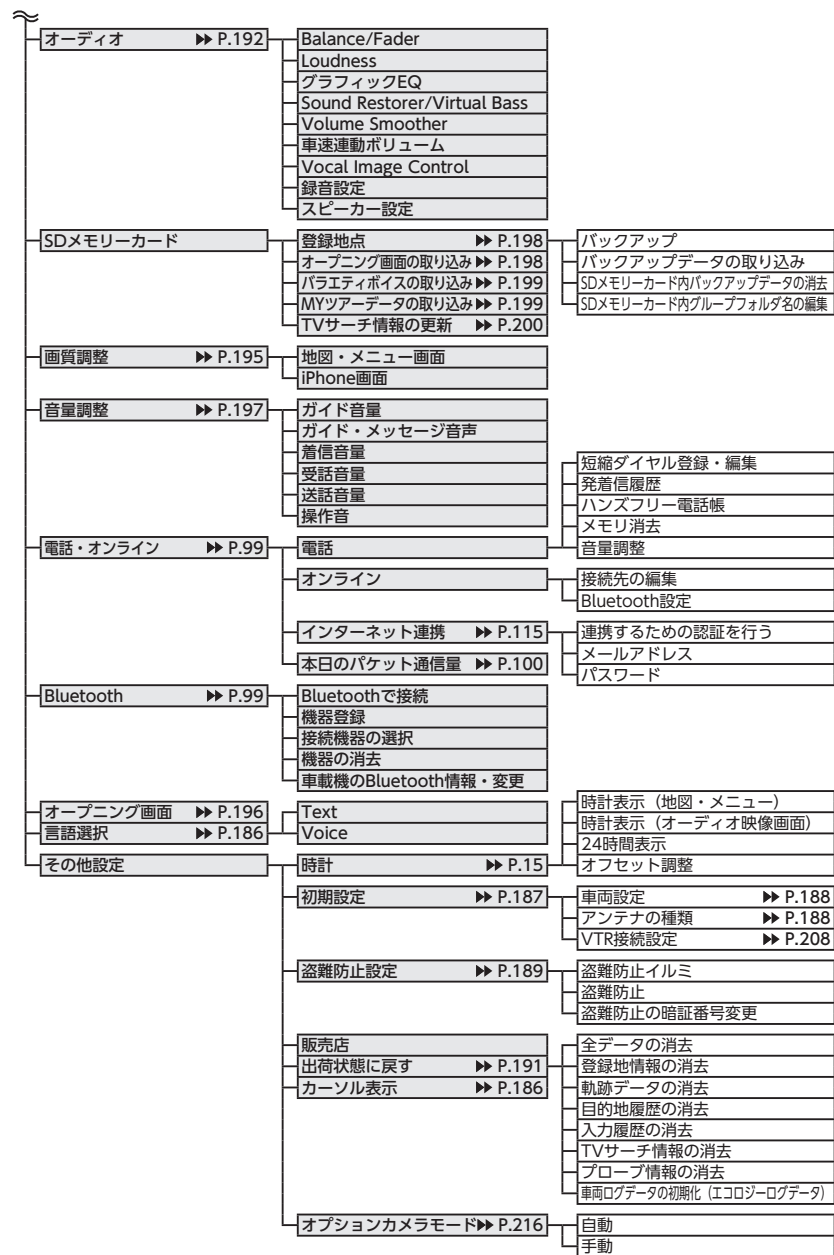 オーディオ ▶▶ P.192
Balance/Fader
Loudness
グラフィックEQ
Sound Restorer/Virtual Bass
Volume Smoother
車速連動ボリューム
Vocal Image Control
録音設定
スピーカー設定
SDメモリーカード
登録地点 ▶▶ P.198
バックアップ
バックアップデータの取り込み
SDメモリーカード内バックアップデータの消去
SDメモリーカード内グループフォルダ名の編集
オープニング画面の取り込み ▶▶ P.198
バラエティボイスの取り込み ▶▶ P.199
MYツアーデータの取り込み ▶▶ P.199
TVサーチ情報の更新 ▶▶ P.200
画質調整 ▶▶ P.195
地図・メニュー画面
iPhone画面
音量調整 ▶▶ P.197
ガイド音量
ガイド・メッセージ音声
着信音量
受話音量
送話音量
操作音
電話・オンライン ▶▶ P.99
電話
短縮ダイヤル登録・編集
発着信履歴
ハンズフリー電話帳
メモリ消去
音量調整
オンライン
接続先の編集
Bluetooth設定
インターネット連携 ▶▶ P.115
連携するための認証を行う
メールアドレス
パスワード
本日のパケット通信量 ▶▶ P.100
Bluetooth ▶▶ P.99
Bluetoothで接続
機器登録
接続機器の選択
機器の消去
車載機のBluetooth情報・変更
オープニング画面 ▶▶ P.196
言語選択 ▶▶ P.186
Text
Voice
その他設定
時計 ▶▶ P.15
時計表示（地図・メニュー）
時計表示（オーディオ映像画面）
24時間表示
オフセット調整
初期設定 ▶▶ P.187
車両設定 ▶▶ P.188
アンテナの種類 ▶▶ P.188
VTR接続設定 ▶▶ P.208
盗難防止設定 ▶▶ P.189
盗難防止イルミ
盗難防止
盗難防止の暗証番号変更
販売店
出荷状態に戻す ▶▶ P.191
全データの消去
登録地情報の消去
軌跡データの消去
目的地履歴の消去
入力履歴の消去
TVサーチ情報の消去
プローブ情報の消去
車両ログデータの初期化（エコロジーログデータ）
カーソル表示 ▶▶ P.186
オプションカメラモード ▶▶ P.216
自動
手動